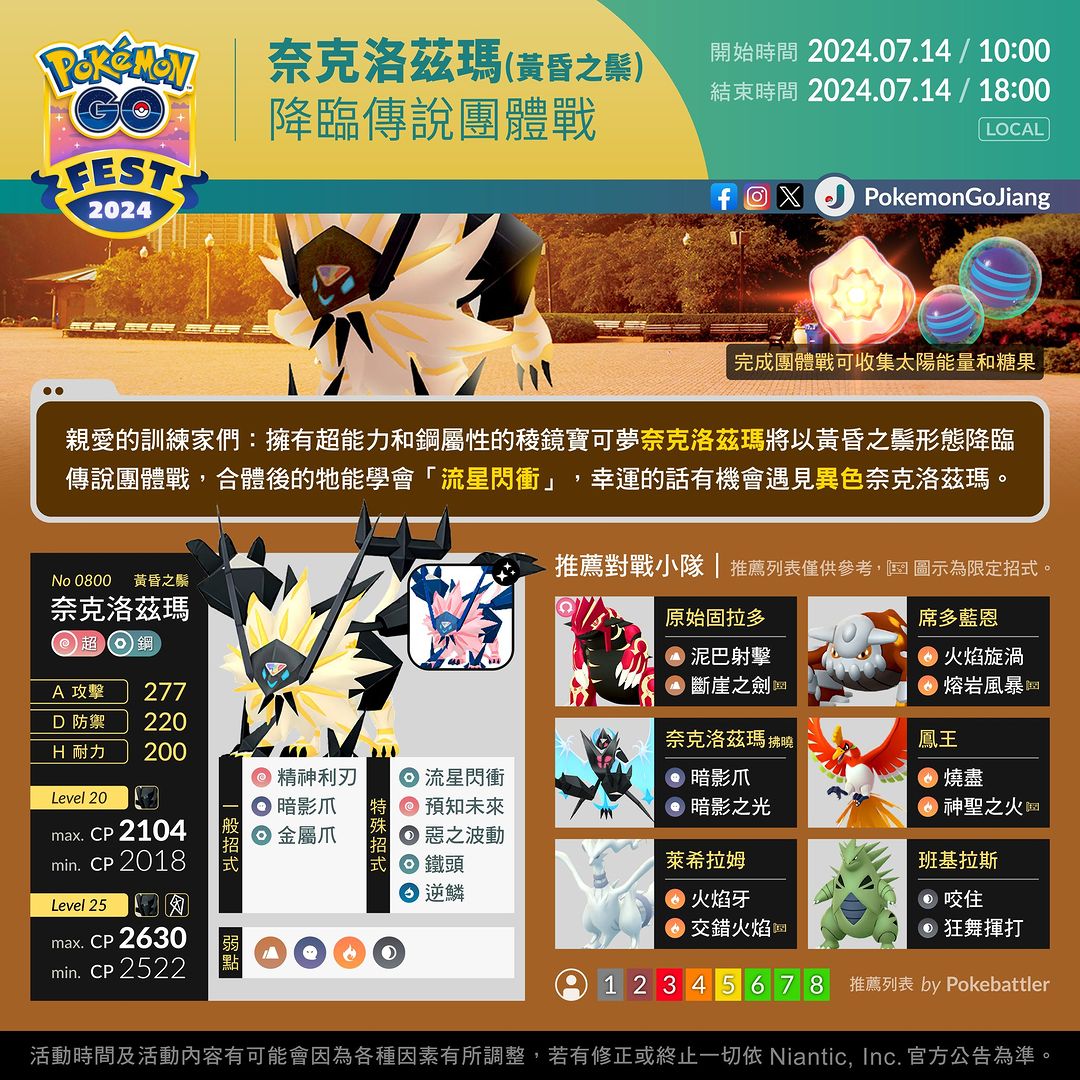 Pokémon GO
FEST
2024
奈克洛茲瑪(黃昏之鬃)
降臨傳說團體戰
開始時間 2024.07.14 / 10:00
結束時間 2024.07.14 / 18:00
LOCAL
PokemonGoJiang
完成團體戰可收集太陽能量和糖果
親愛的訓練家們：擁有超能力和鋼屬性的稜鏡寶可夢奈克洛茲瑪將以黃昏之鬃形態降臨
傳說團體戰，合體後的牠能學會「流星閃衝」，幸運的話有機會遇見異色奈克洛茲瑪。
No 0800 黃昏之鬃
奈克洛茲瑪
超 鋼
A 攻擊 277
D 防禦 220
H 耐力 200
Level 20
max. CP 2104
min. CP 2018
Level 25
max. CP 2630
min. CP 2522
一般招式
精神利刃
暗影爪
金屬爪
特殊招式
流星閃衝
預知未來
惡之波動
鐵頭
逆鱗
弱點
推薦對戰小隊 | 推薦列表僅供參考，圖示為限定招式。
原始固拉多
泥巴射擊
斷崖之劍
席多藍恩
火焰旋渦
熔岩風暴
奈克洛茲瑪 拂曉
暗影爪
暗影之光
鳳王
燒盡
神聖之火
萊希拉姆
火焰牙
交錯火焰
班基拉斯
咬住
狂舞揮打
1 2 3 4 5 6 7 8
推薦列表 by Pokebattler
活動時間及活動內容有可能會因為各種因素有所調整，若有修正或終止一切依 Niantic, Inc. 官方公告為準。